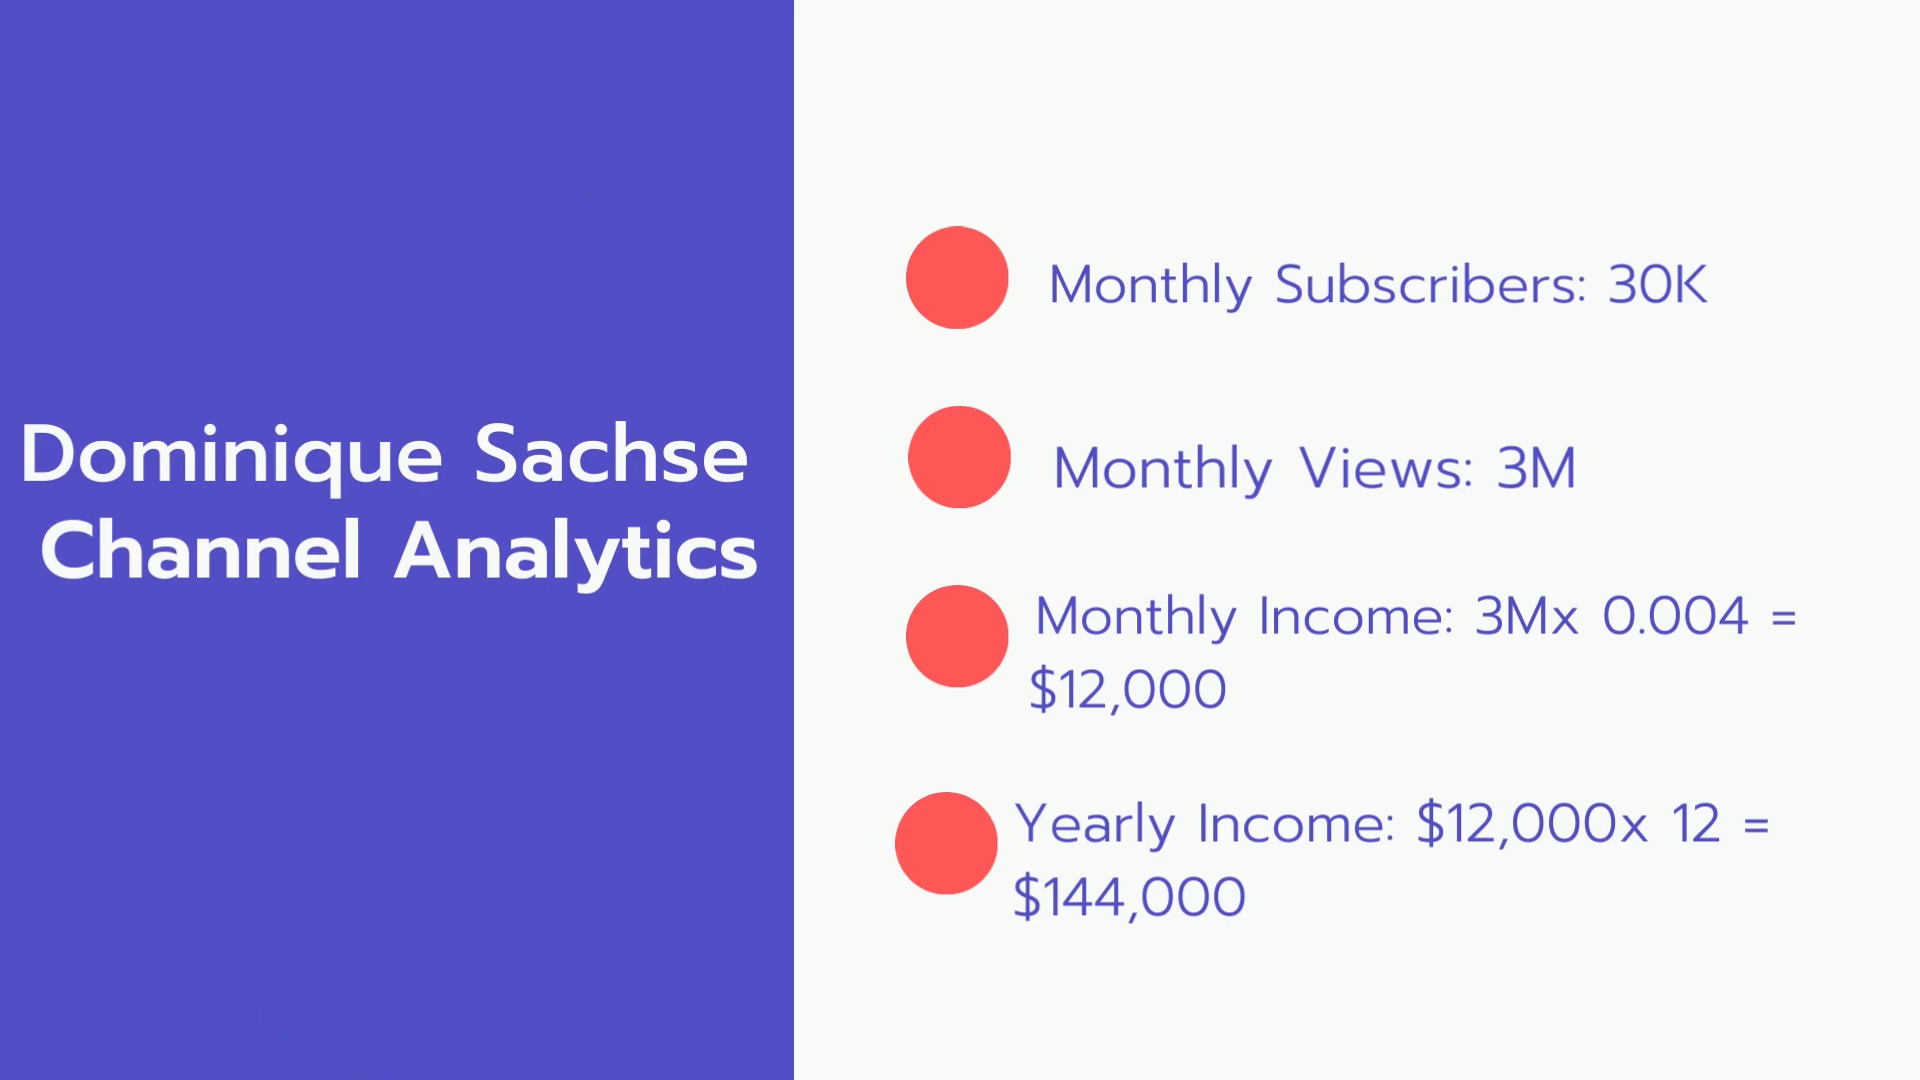 Dominique Sachse
Channel Analytics
Monthly Subscribers: 30K
Monthly Views: 3M
Monthly Income: 3Mx 0.004 =
$12,000
Yearly Income: $12,000x 12 =
$144,000